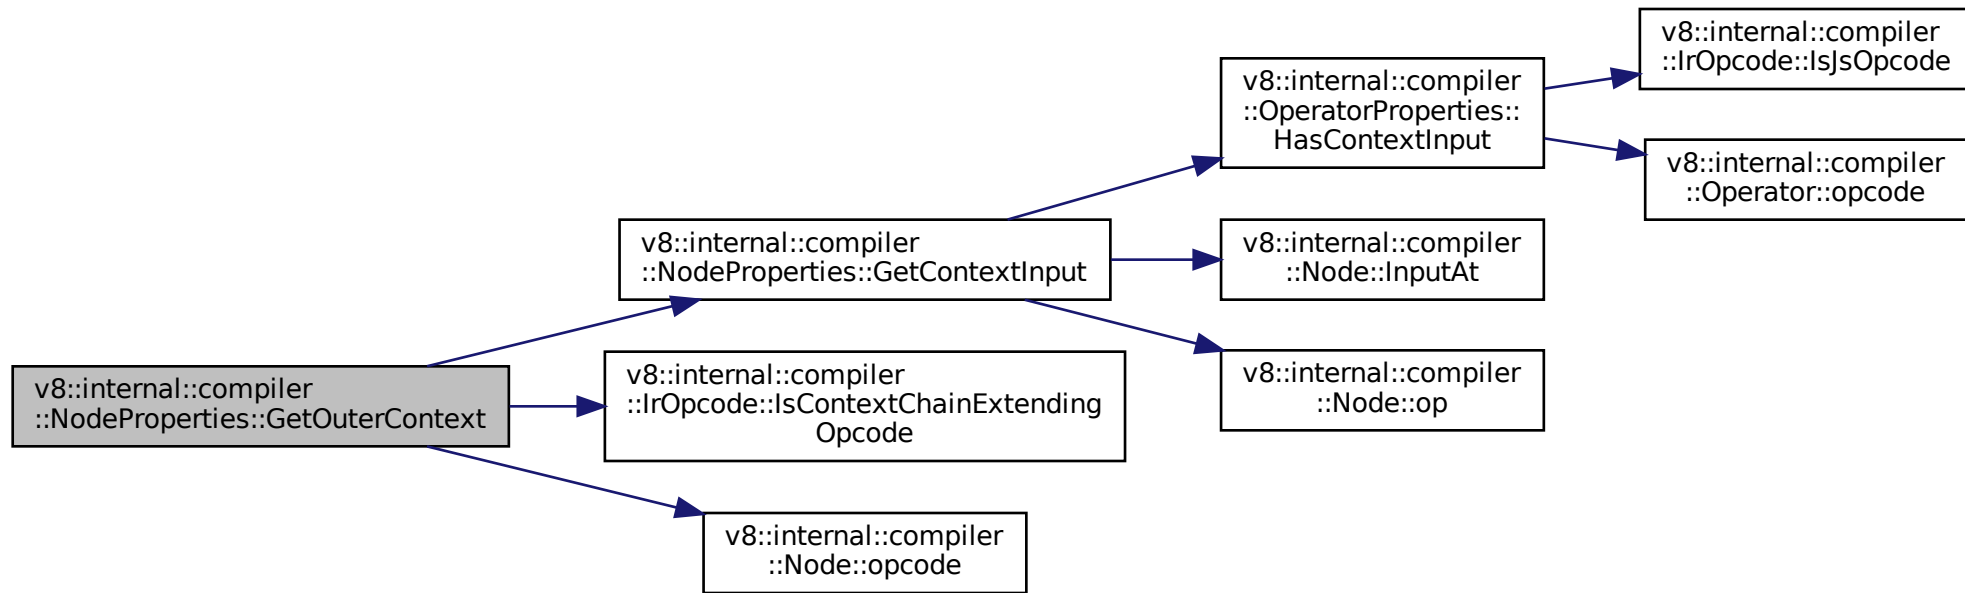 v8::internal::compiler
::NodeProperties::GetOuterContext
v8::internal::compiler
::NodeProperties::GetContextInput
v8::internal::compiler
::IrOpcode::IsContextChainExtending
Opcode
v8::internal::compiler
::Node::opcode
v8::internal::compiler
::OperatorProperties::
HasContextInput
v8::internal::compiler
::Node::InputAt
v8::internal::compiler
::Node::op
v8::internal::compiler
::IrOpcode::IsJsOpcode
v8::internal::compiler
::Operator::opcode